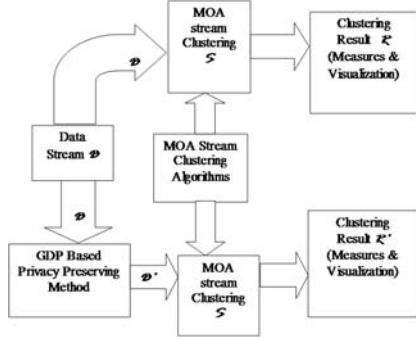 MOA
stream
Clustering
S
Clustering
Result R
(Measures &
Visualization)
D
Data
Stream D
MOA Stream
Clustering
Algorithms
D
GDP Based
Privacy Preserving
Method
D'
MOA
stream
Clustering
S
Clustering
Result R'
(Measures &
Visualization)